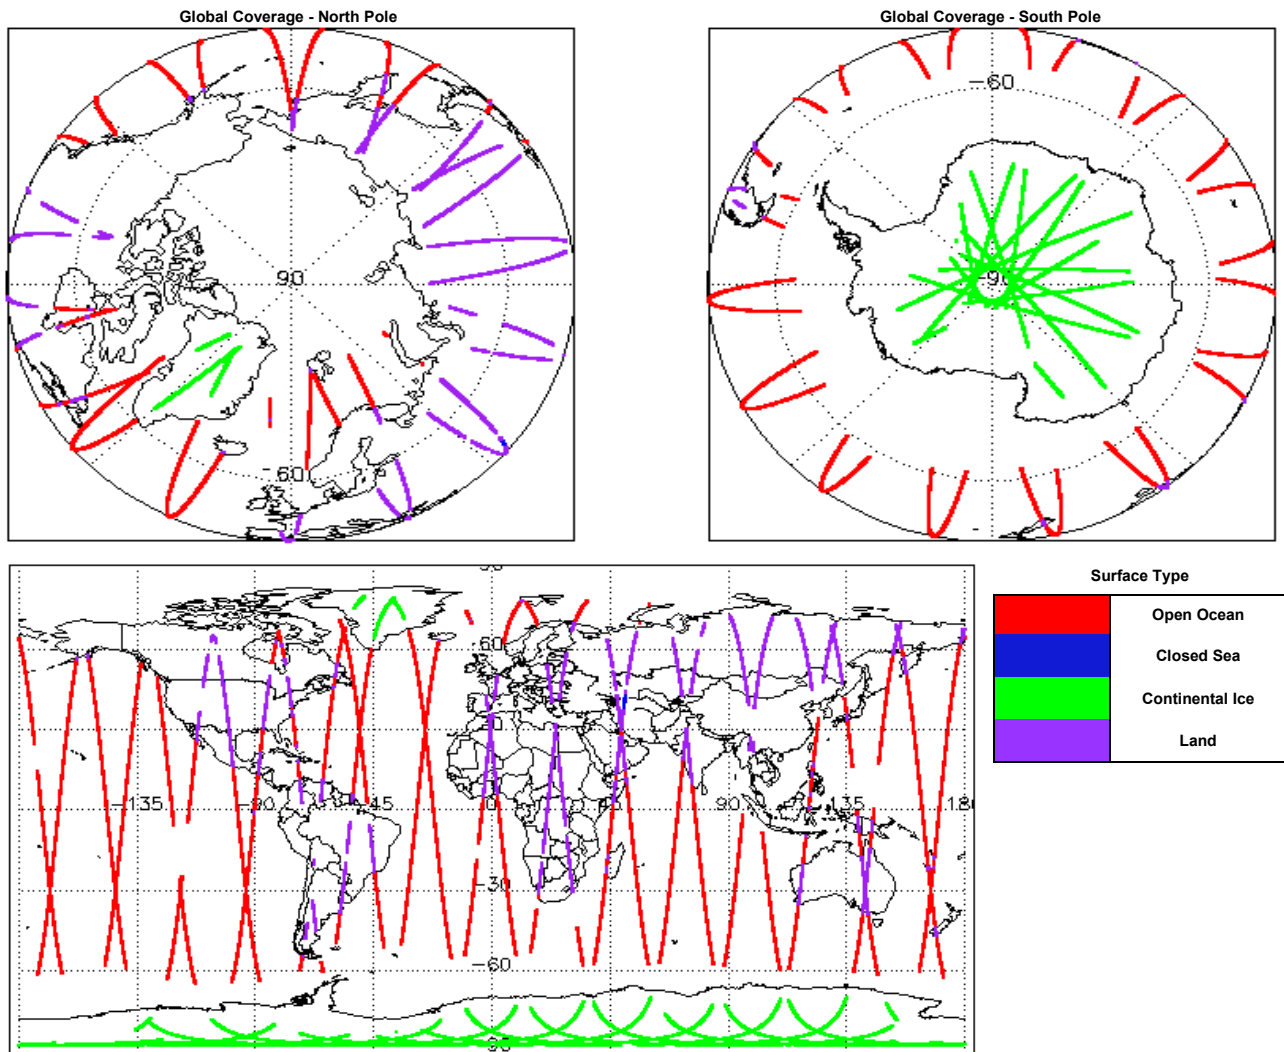 Global Coverage - North Pole
Global Coverage - South Pole
90
60
-60
-90
60
-135
-90
45
0
45
90
135
180
-30
-60
Surface Type
Open Ocean
Closed Sea
Continental Ice
Land